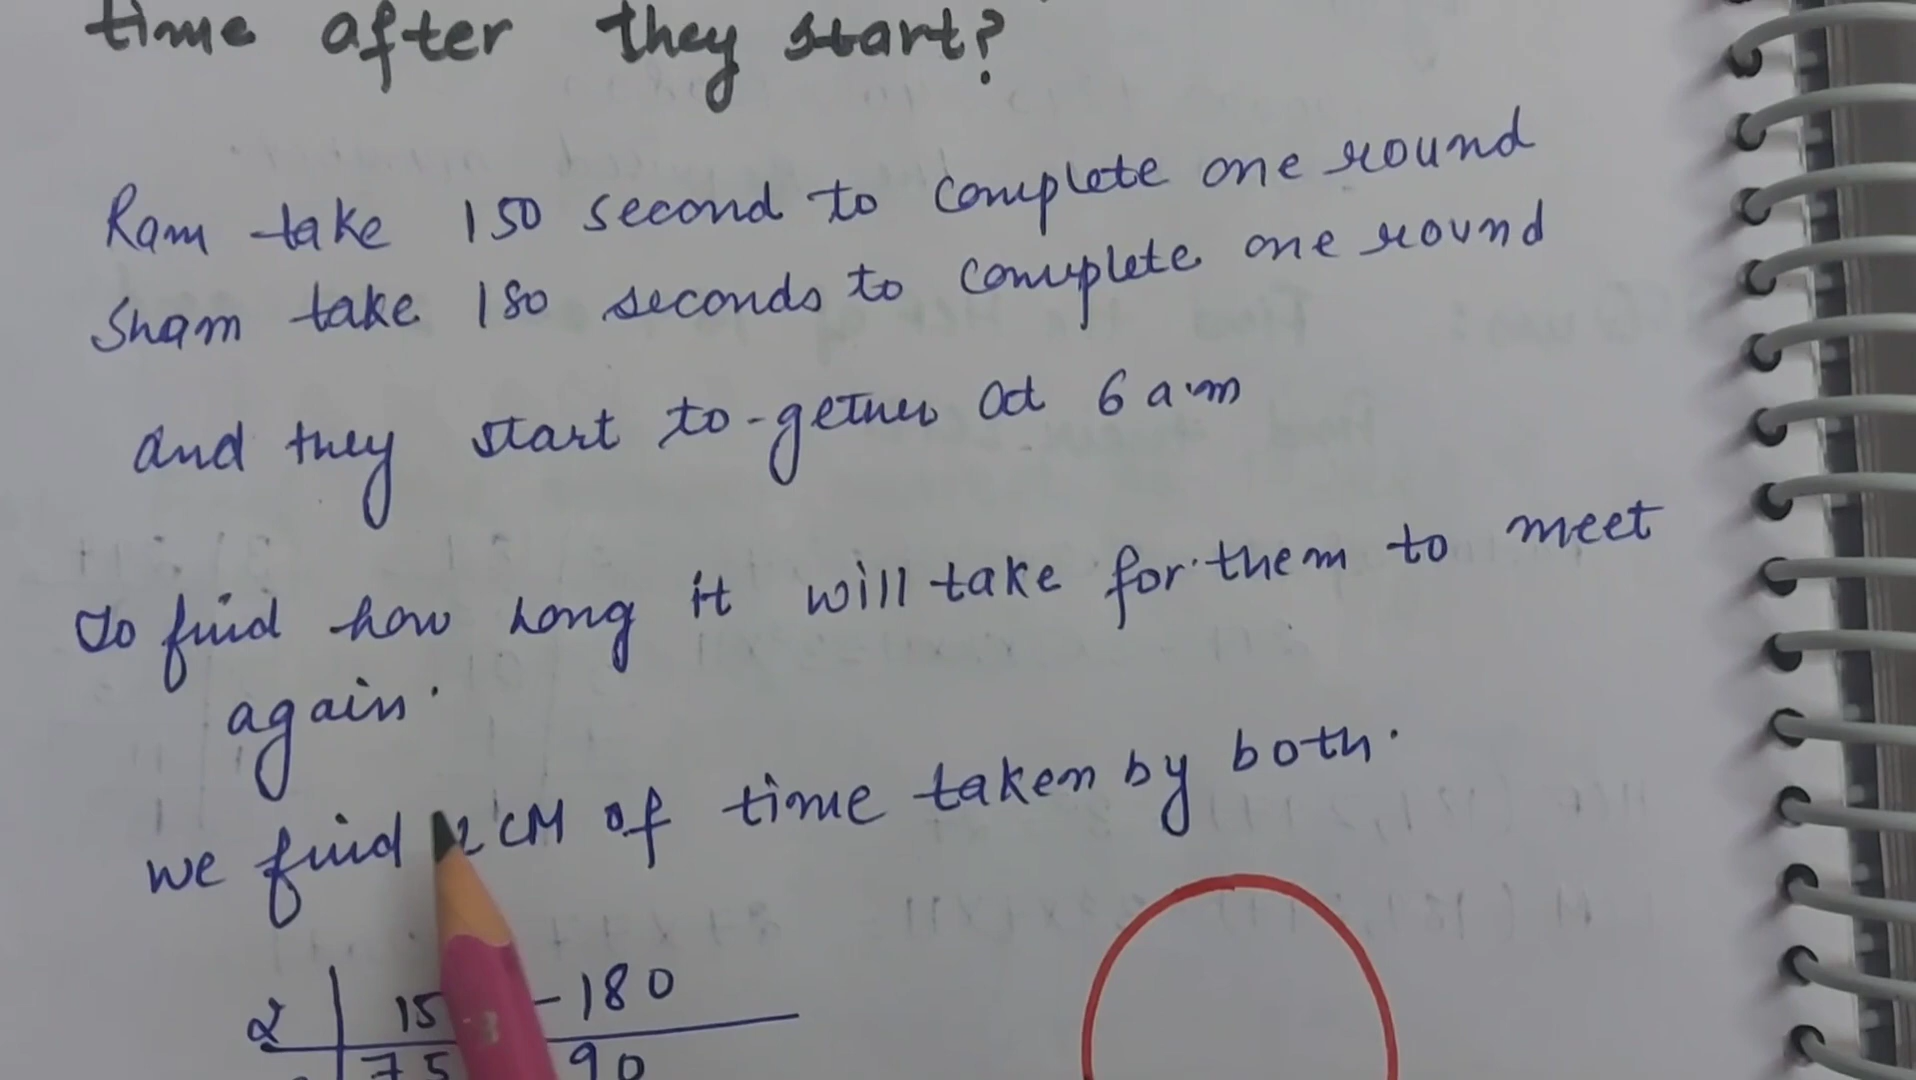 time after they start?
Ram take 150 second to complete one round
Sham take 180 seconds to complete one round
and they start to-gether at 6 a.m
To find how long it will take for them to meet
again.
we find LCM of time taken by both.
2 | 15 - 180
75 90